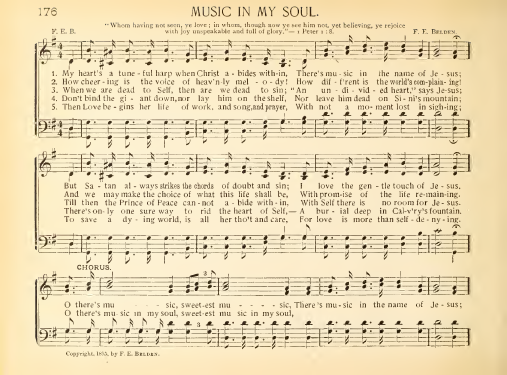 176
MUSIC IN MY SOUL.
"Whom having not seen, ye love; in whom, though now ye see him not, yet believing, ye rejoice
F. E. B. with joy unspeakable and full of glory."—1 Peter 1:8. F. E. BELDEN.
1. My heart's a tune-ful harp when Christ a-bides with-in, There's mu-sic in the name of Je-sus;
2. How cheer-ing is the voice of heav'n-ly mel-o-dy! How dif-f'rent is the world's com-plain-ing!
3. When we are dead to Self, then are we dead to sin; "An un-di-vid-ed heart," says Je-sus;
4. Don't bind the gi-ant down, nor lay him on the shelf, Nor leave him dead on Si-ni's mountain;
5. Then Love be-gins her life of work, and song, and prayer, With not a mo-ment lost in sigh-ing;
But Sa-tan al-ways strikes the chords of doubt and sin; I love the gen-tle touch of Je-sus.
And we may make the choice of what this life shall be, With promise of the life re-main-ing.
Till then the Prince of Peace can-not a-bide with-in, With Self there is no room for Je-sus.
There's on-ly one sure way to rid the heart of Self,— A bur-ial deep in Cal-v'ry's fountain.
To save a dy-ing world, is all her tho't and care, For love is more than self-de-ny-ing.
CHORUS.
3
O there's mu - - - sic, sweet-est mu - - - - sic, There's mu-sic in the name of Je-sus;
O there's mu-sic in my soul, sweet-est mu-sic in my soul,
3
Copyright, 1895, by F. E. BELDEN.